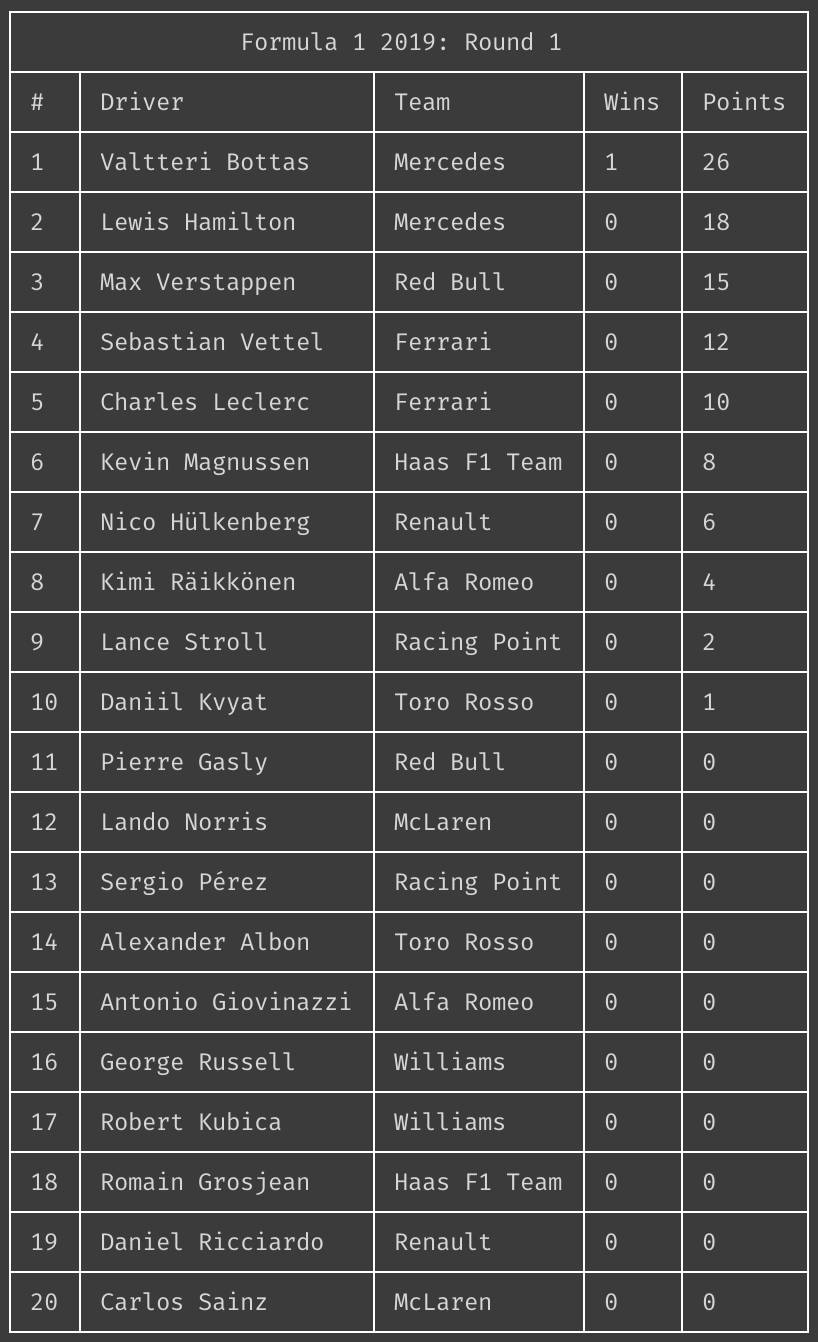 Formula 1 2019: Round 1
# Driver Team Wins Points
1 Valtteri Bottas Mercedes 1 26
2 Lewis Hamilton Mercedes 0 18
3 Max Verstappen Red Bull 0 15
4 Sebastian Vettel Ferrari 0 12
5 Charles Leclerc Ferrari 0 10
6 Kevin Magnussen Haas F1 Team 0 8
7 Nico Hülkenberg Renault 0 6
8 Kimi Räikkönen Alfa Romeo 0 4
9 Lance Stroll Racing Point 0 2
10 Daniil Kvyat Toro Rosso 0 1
11 Pierre Gasly Red Bull 0 0
12 Lando Norris McLaren 0 0
13 Sergio Pérez Racing Point 0 0
14 Alexander Albon Toro Rosso 0 0
15 Antonio Giovinazzi Alfa Romeo 0 0
16 George Russell Williams 0 0
17 Robert Kubica Williams 0 0
18 Romain Grosjean Haas F1 Team 0 0
19 Daniel Ricciardo Renault 0 0
20 Carlos Sainz McLaren 0 0